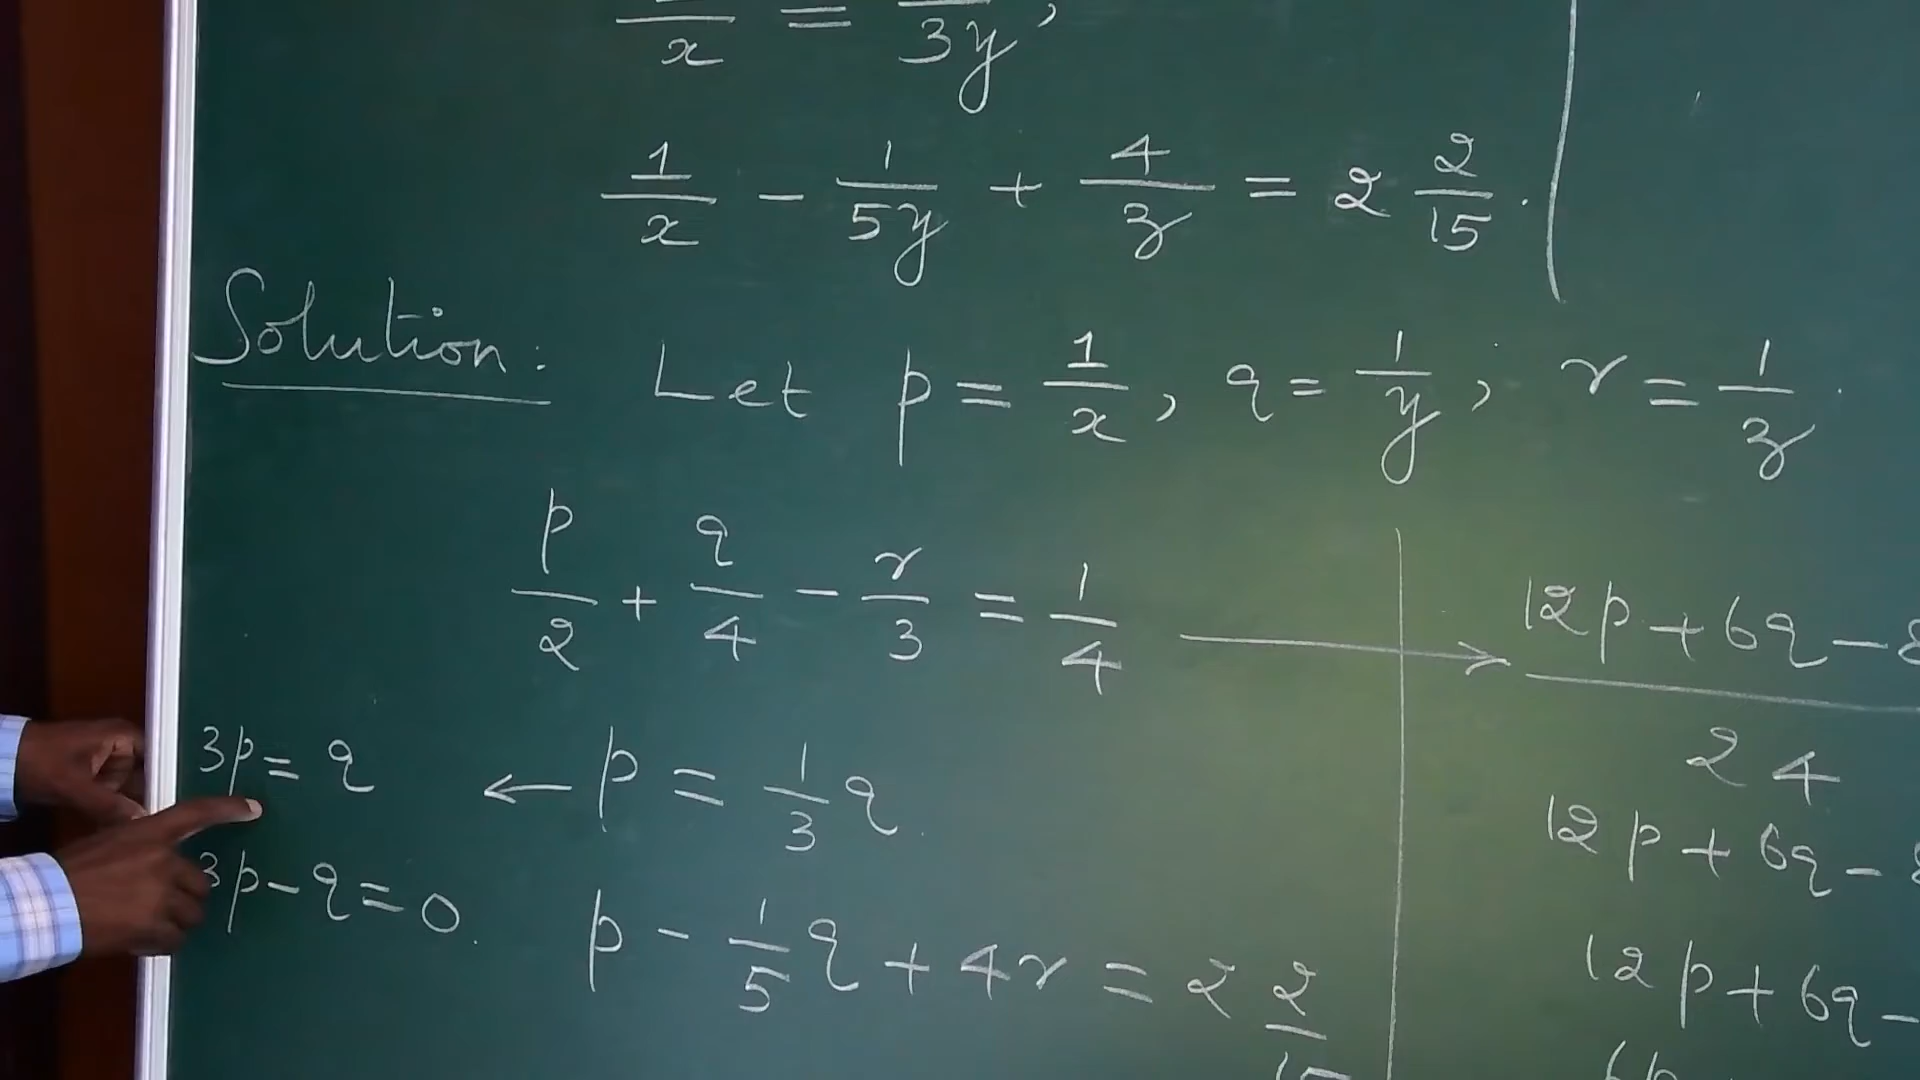 /x = /3y,
1/x - 1/5y + 4/z = 2 2/15.
Solution: Let p = 1/x, q = 1/y, r = 1/z.
p/2 + q/4 - r/3 = 1/4 → 12p + 6q - 8
24
3p = q ← p = 1/3 q.
12p + 6q - 8
3p - q = 0.
p - 1/5 q + 4r = 2 2/15
12p + 6q -
6p